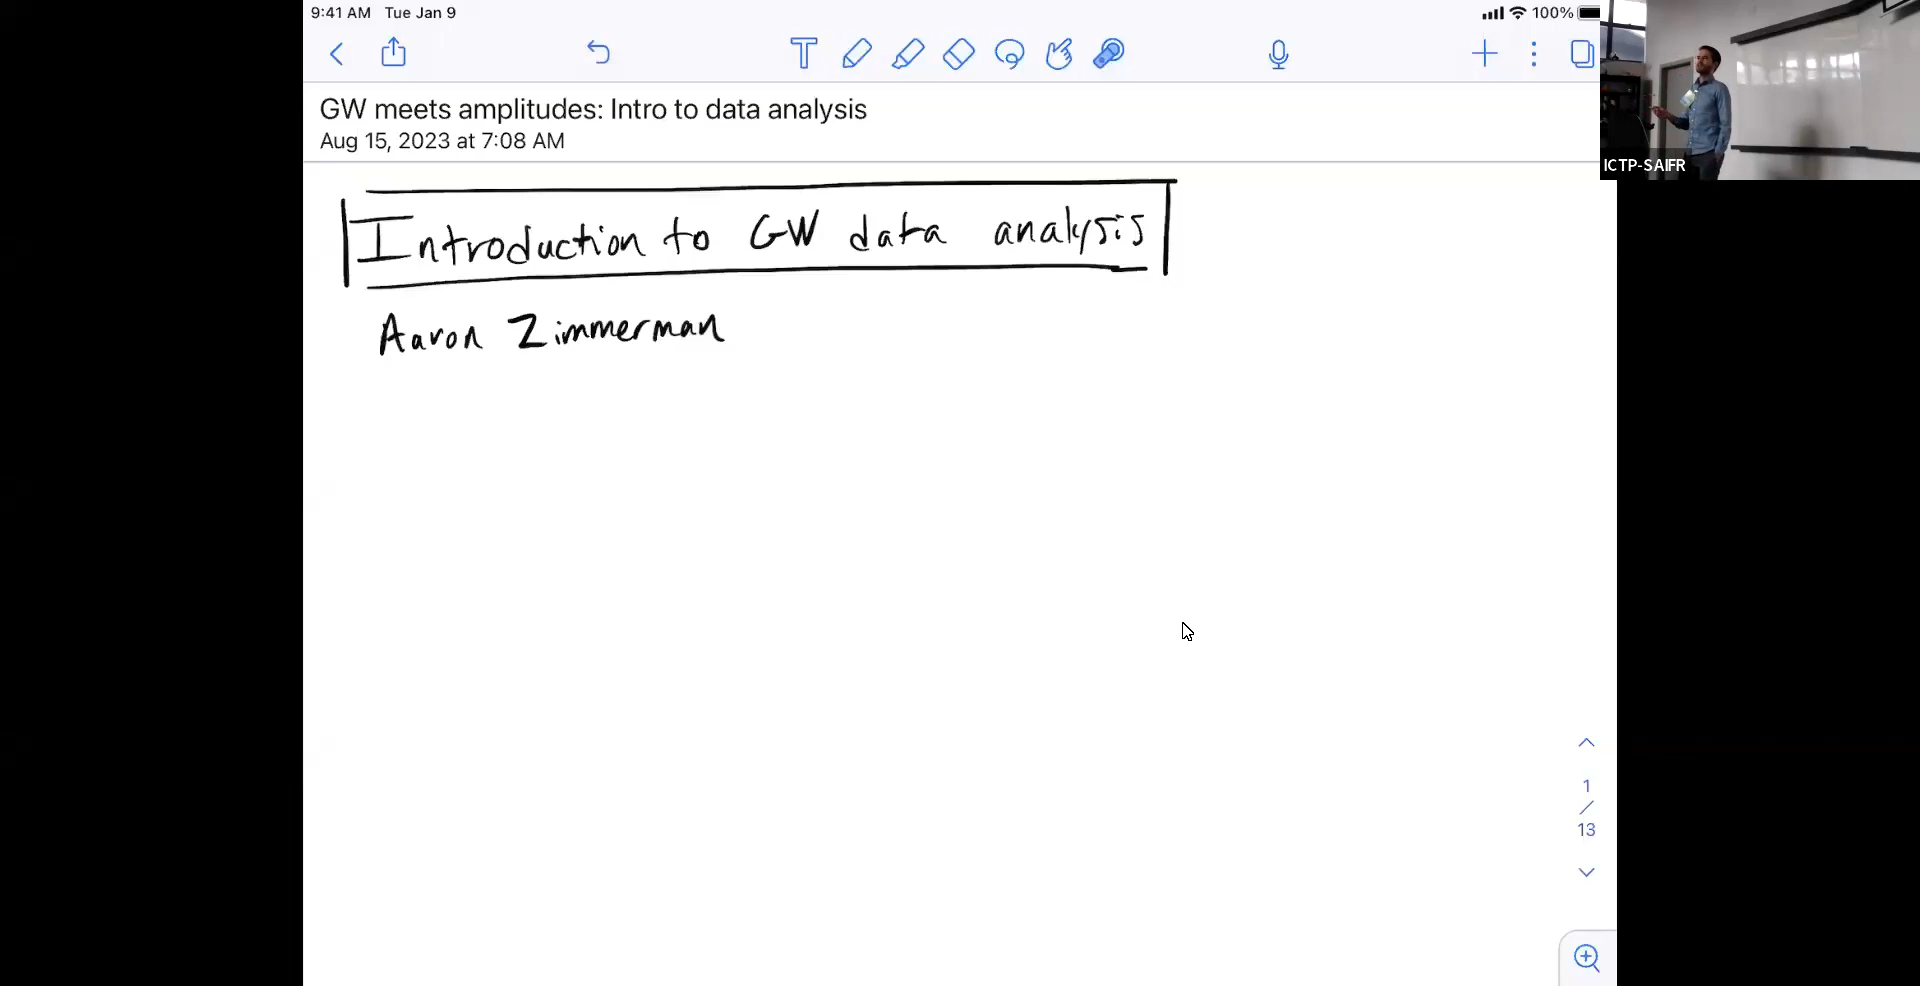 9:41 AM Tue Jan 9 100%
GW meets amplitudes: Intro to data analysis
Aug 15, 2023 at 7:08 AM
ICTP-SAIFR
Introduction to GW data analysis
Aaron Zimmerman
1
/
13